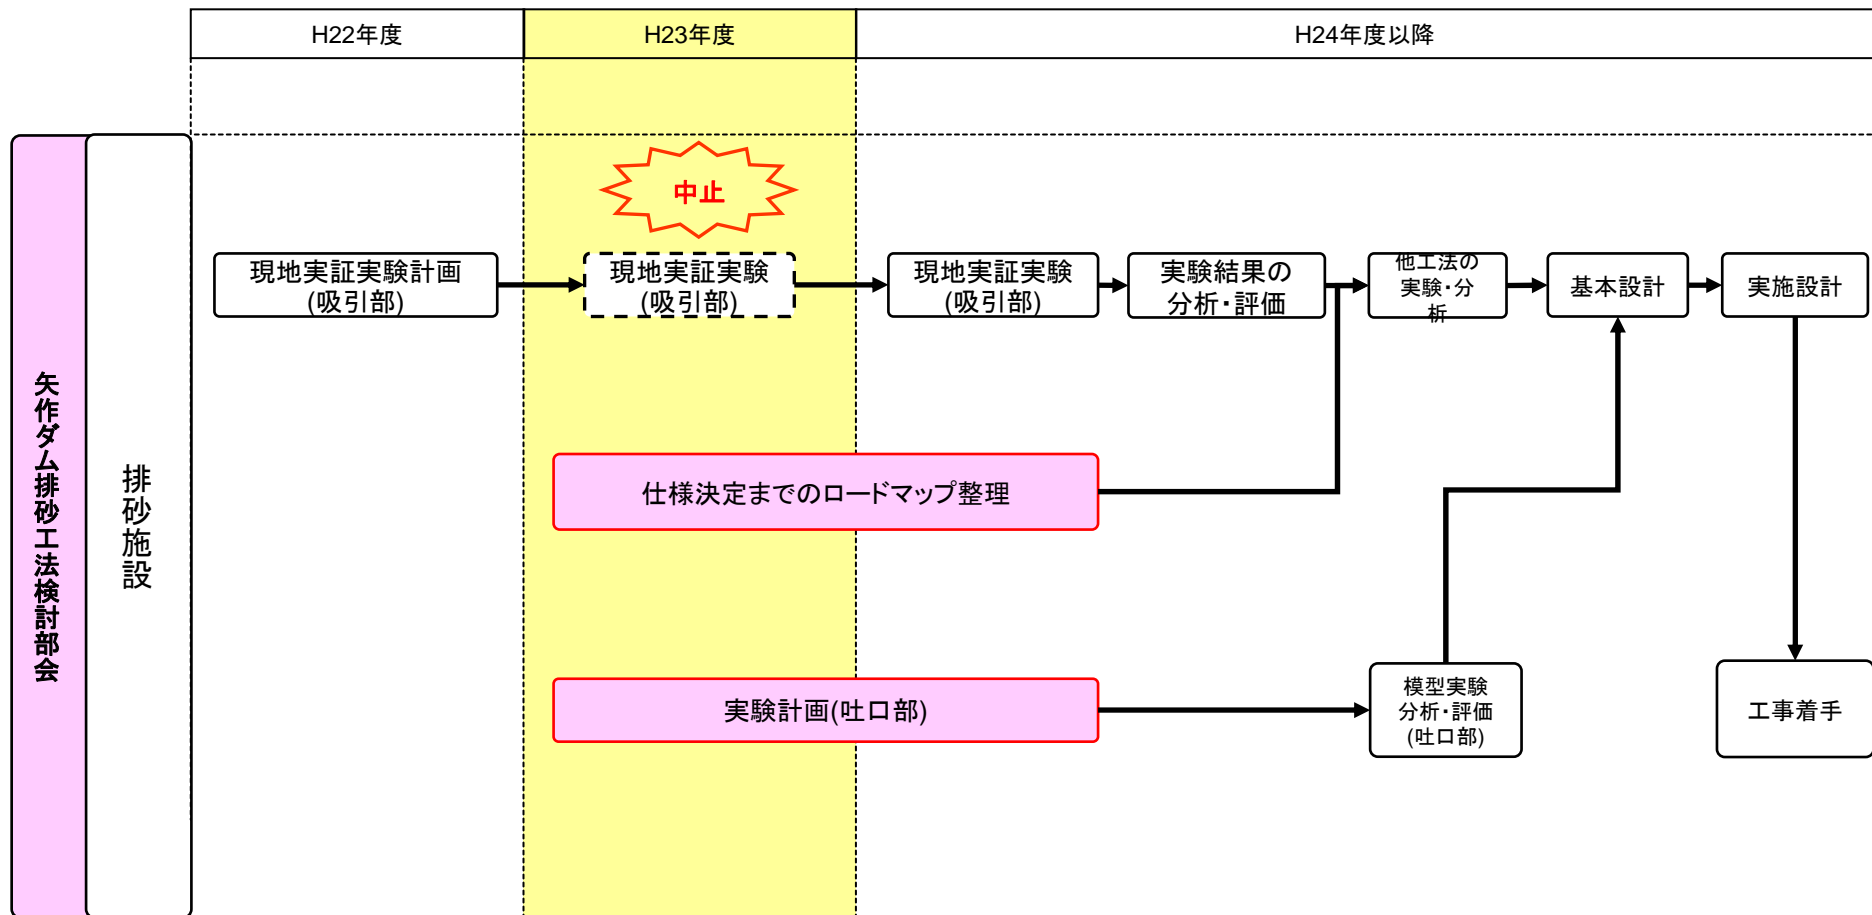 H22年度
H23年度
H24年度以降
矢作ダム排砂工法検討部会
排砂施設
中止
現地実証実験計画
(吸引部)
現地実証実験
(吸引部)
現地実証実験
(吸引部)
実験結果の
分析・評価
他工法の
実験・分
析
基本設計
実施設計
仕様決定までのロードマップ整理
実験計画(吐口部)
模型実験
分析・評価
(吐口部)
工事着手